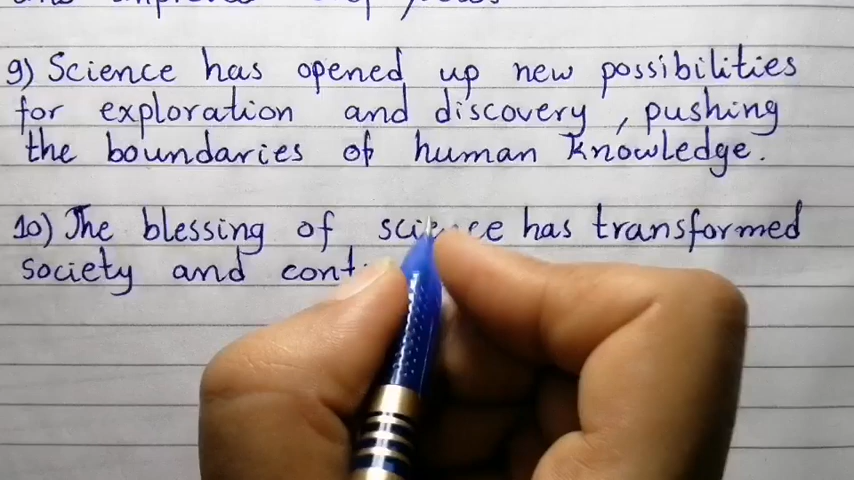 9) Science has opened up new possibilities
for exploration and discovery , pushing
the boundaries of human knowledge.
10) The blessing of science has transformed
society and